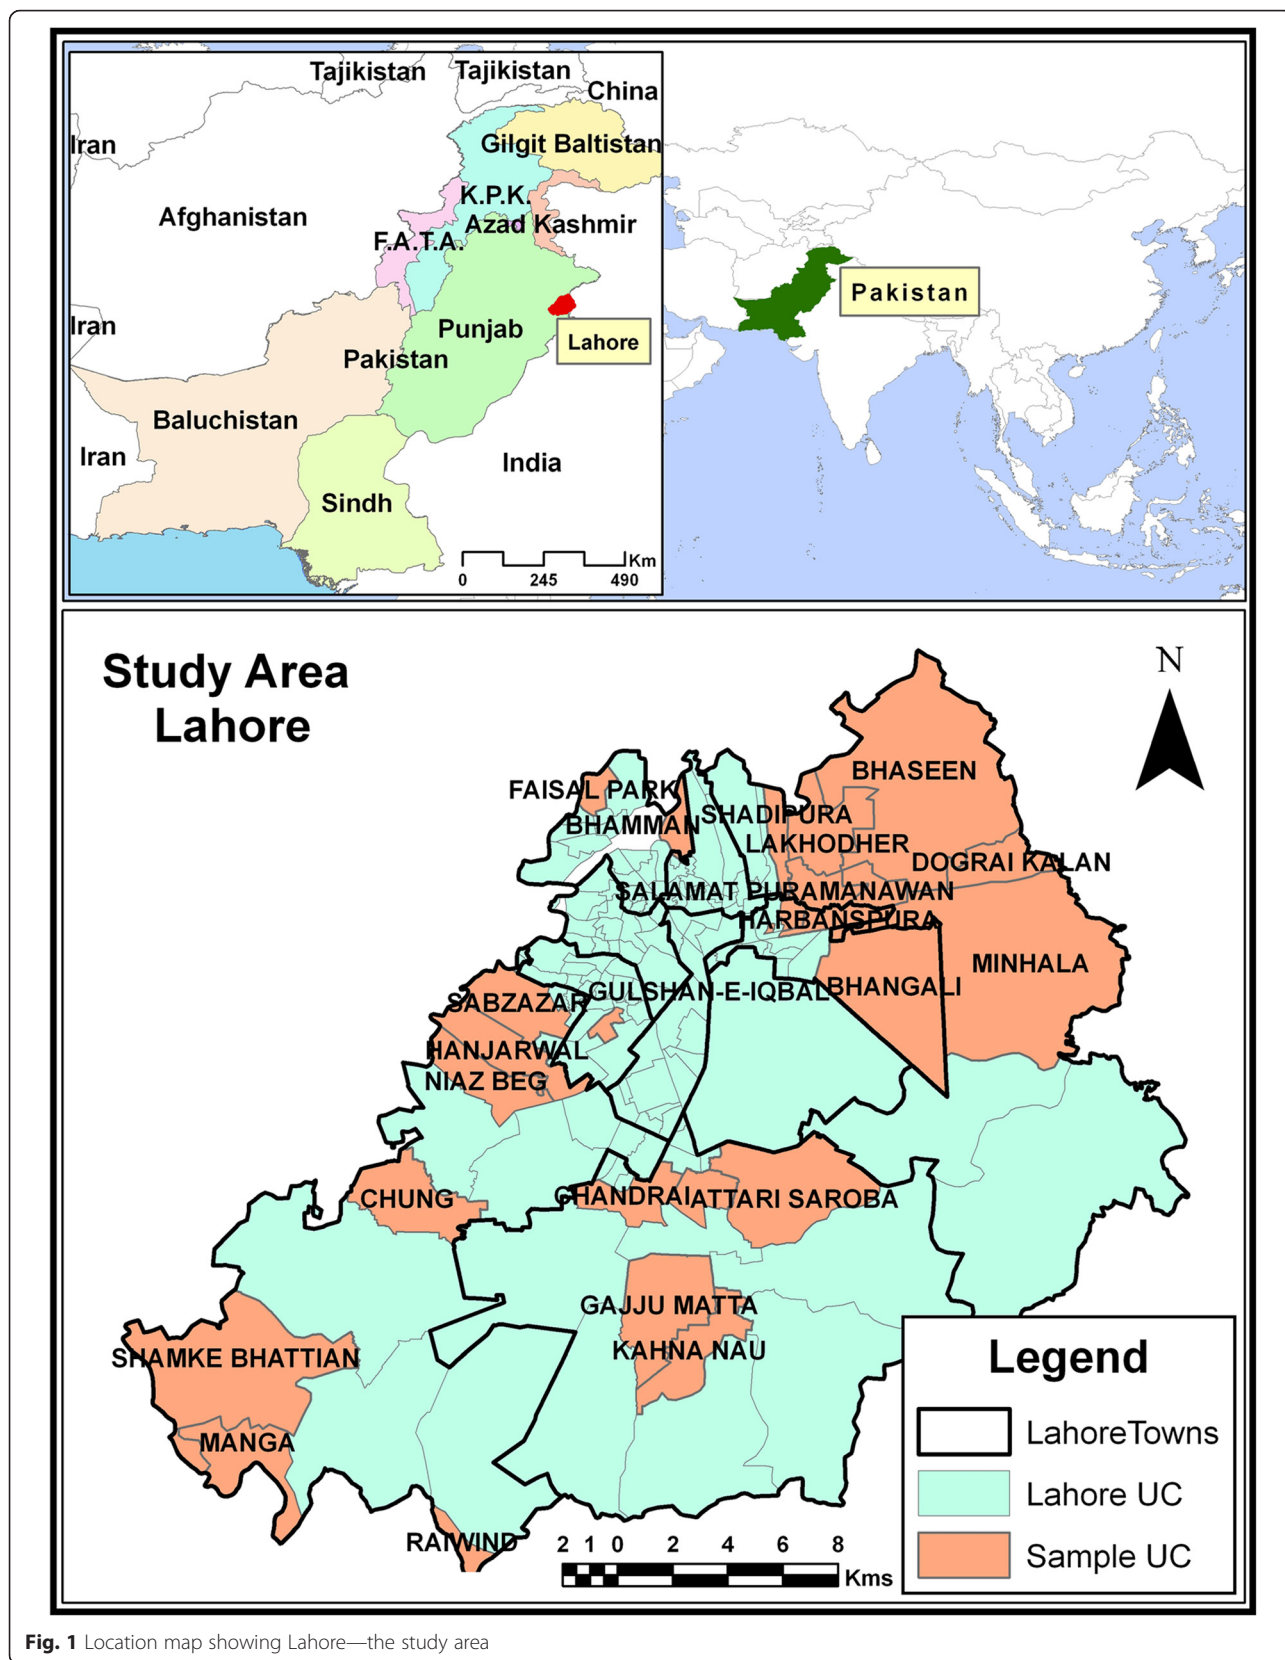 Tajikistan
Tajikistan
China
Iran
Gilgit Baltistan
K.P.K.
Afghanistan
Azad Kashmir
F.A.T.A.
Iran
Punjab
Lahore
Pakistan
Baluchistan
Iran
India
Sindh
Km
0 245 490
Pakistan
Study Area
Lahore
N
BHASEEN
FAISAL PARK
SHADIPURA
BHAMMAN
LAKHODHER
DOGRAI KALAN
SALAMAT PURA
MANAWAN
HARBANSPURA
MINHALA
BHANGALI
GULSHAN-E-IQBAL
SABZAZAR
HANJARWAL
NIAZ BEG
CHUNG
CHANDRAI
ATTARI SAROBA
GAJJU MATTA
KAHNA NAU
SHAMKE BHATTIAN
MANGA
RAIWIND
2 1 0 2 4 6 8
Kms
Legend
LahoreTowns
Lahore UC
Sample UC
Fig. 1 Location map showing Lahore—the study area